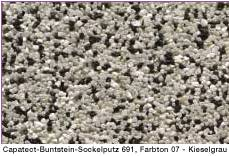 Capatect-Buntstein-Sockelputz 691, Farbton 07 - Kieselgrau